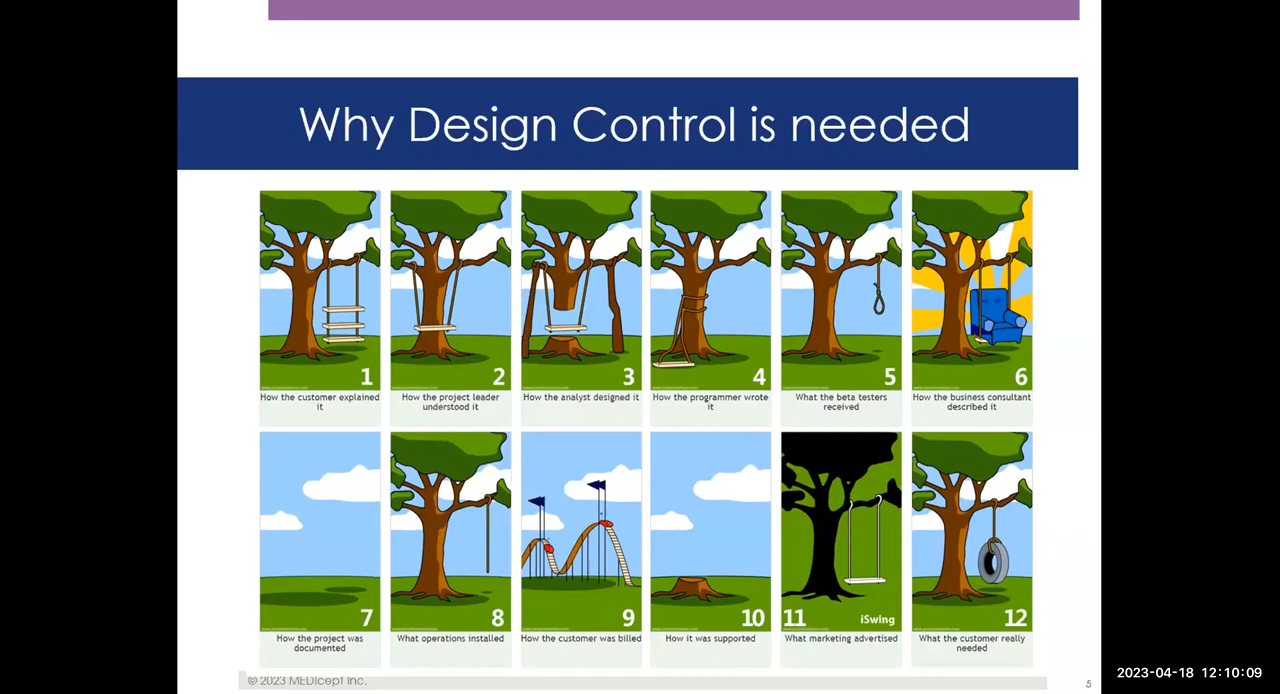 Why Design Control is needed
1
2
3
4
5
6
How the customer explained
it
How the project leader
understood it
How the analyst designed it
How the programmer wrote
it
What the beta testers
received
How the business consultant
described it
7
8
9
10
11
iSwing
12
How the project was
documented
What operations installed
How the customer was billed
How it was supported
What marketing advertised
What the customer really
needed
© 2023 MEDIcept Inc.
5
2023-04-18 12:10:09